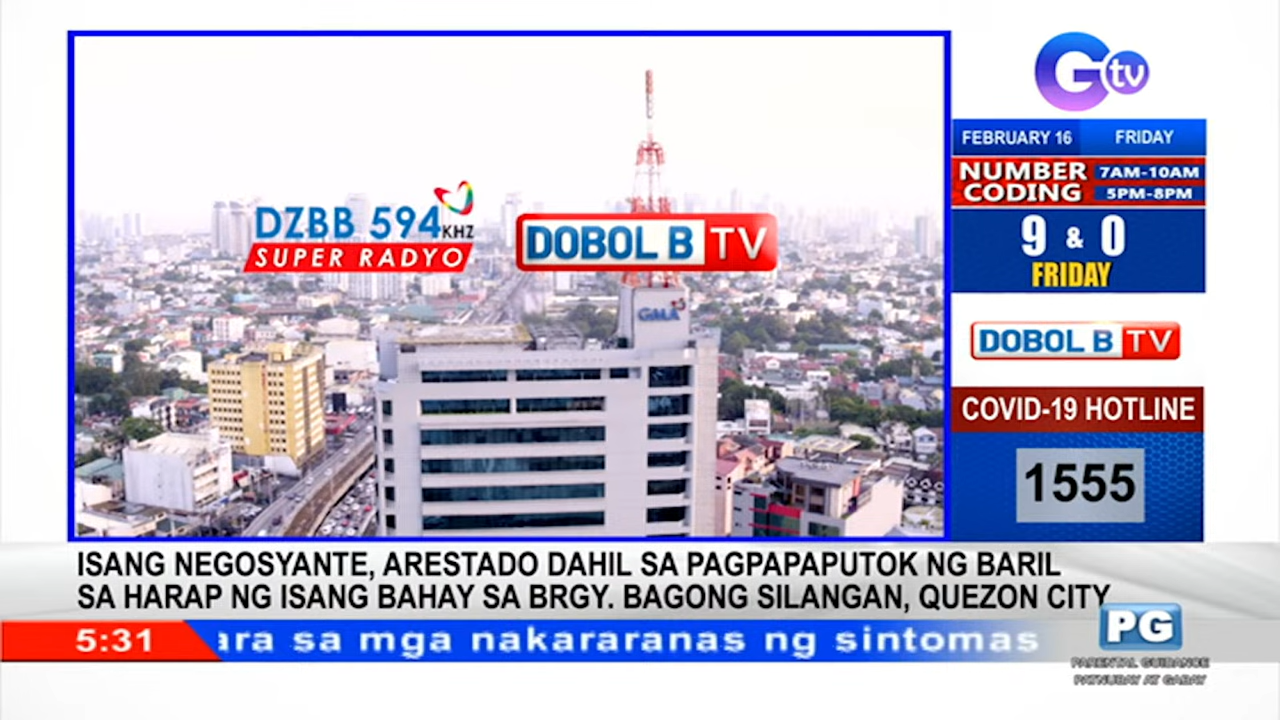 Gtv
FEBRUARY 16 FRIDAY
NUMBER CODING
7AM-10AM
5PM-8PM
9 & 0
FRIDAY
DZBB 594 KHZ
SUPER RADYO
DOBOL B TV
GMA
DOBOL B TV
COVID-19 HOTLINE
1555
ISANG NEGOSYANTE, ARESTADO DAHIL SA PAGPAPAPUTOK NG BARIL
SA HARAP NG ISANG BAHAY SA BRGY. BAGONG SILANGAN, QUEZON CITY
5:31 ara sa mga nakararanas ng sintomas
PG
PARENTAL GUIDANCE
PATNUBAY AT GABAY